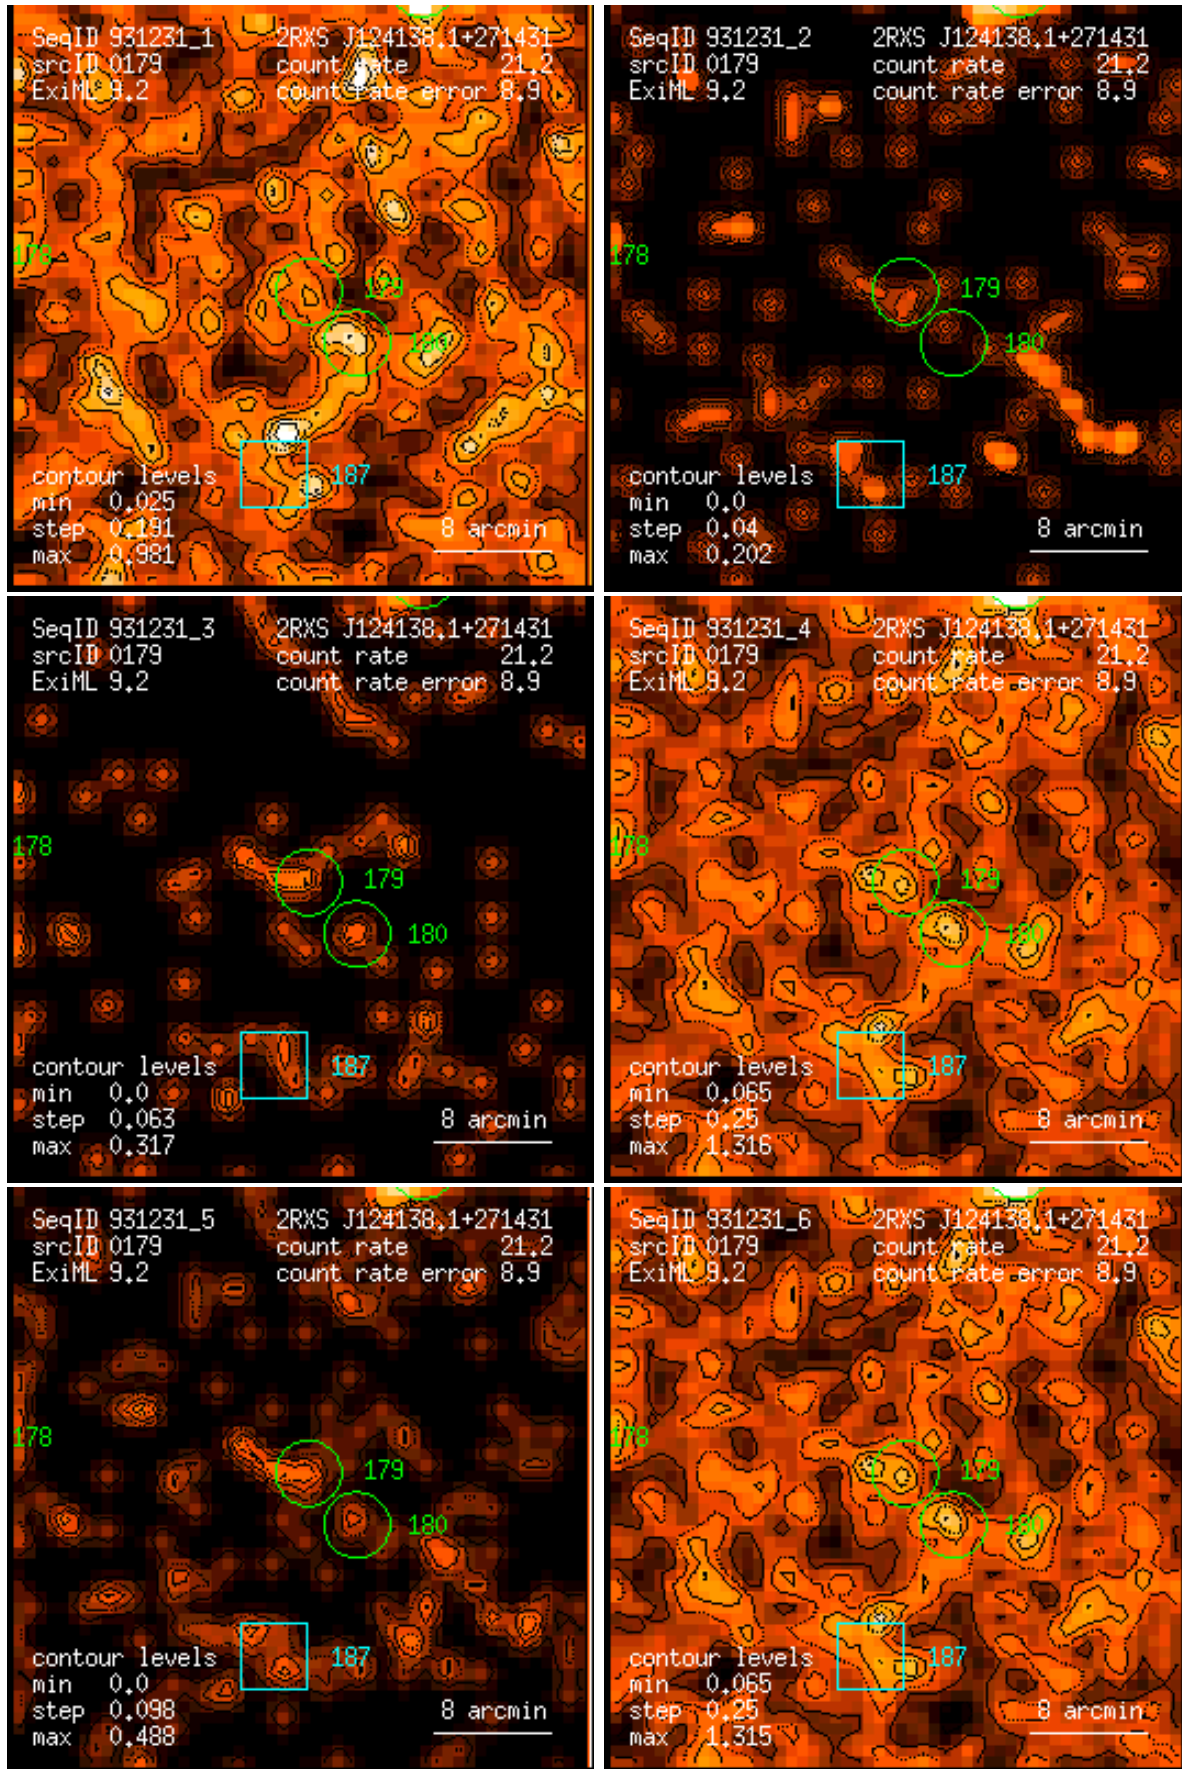 SeqID 931231_1 2RXS J124138.1+271431
srcID 0179 count rate 21.2
ExiML 9.2 count rate error 8.9
178
179
180
187
contour levels
min 0.025
step 0.191
max 0.981
8 arcmin
SeqID 931231_2 2RXS J124138.1+271431
srcID 0179 count rate 21.2
ExiML 9.2 count rate error 8.9
178
179
180
187
contour levels
min 0.0
step 0.04
max 0.202
8 arcmin
SeqID 931231_3 2RXS J124138.1+271431
srcID 0179 count rate 21.2
ExiML 9.2 count rate error 8.9
178
179
180
187
contour levels
min 0.0
step 0.063
max 0.317
8 arcmin
SeqID 931231_4 2RXS J124138.1+271431
srcID 0179 count rate 21.2
ExiML 9.2 count rate error 8.9
178
179
180
187
contour levels
min 0.065
step 0.25
max 1.316
8 arcmin
SeqID 931231_5 2RXS J124138.1+271431
srcID 0179 count rate 21.2
ExiML 9.2 count rate error 8.9
178
179
180
187
contour levels
min 0.0
step 0.098
max 0.488
8 arcmin
SeqID 931231_6 2RXS J124138.1+271431
srcID 0179 count rate 21.2
ExiML 9.2 count rate error 8.9
178
179
180
187
contour levels
min 0.065
step 0.25
max 1.315
8 arcmin